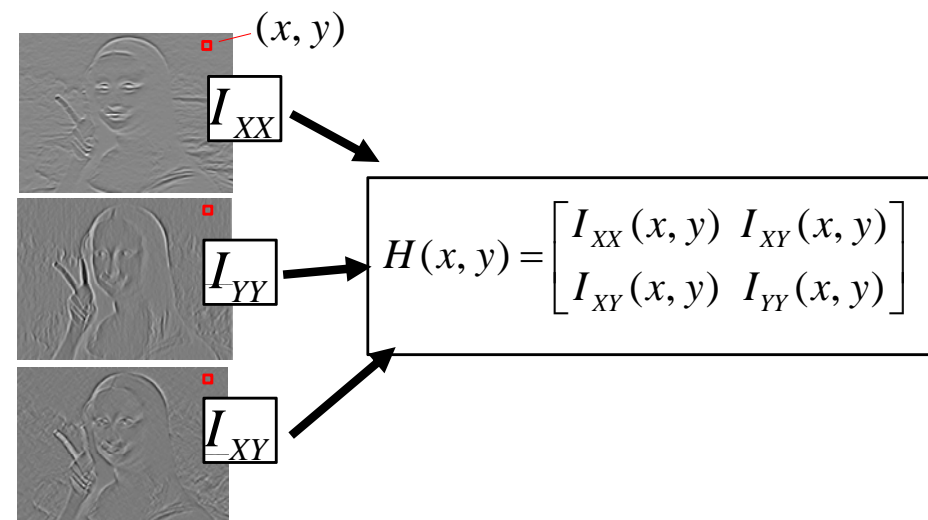 (x, y)
I_XX
I_YY
I_XY
H(x, y) = [I_XX(x, y) I_XY(x, y)
I_XY(x, y) I_YY(x, y)]